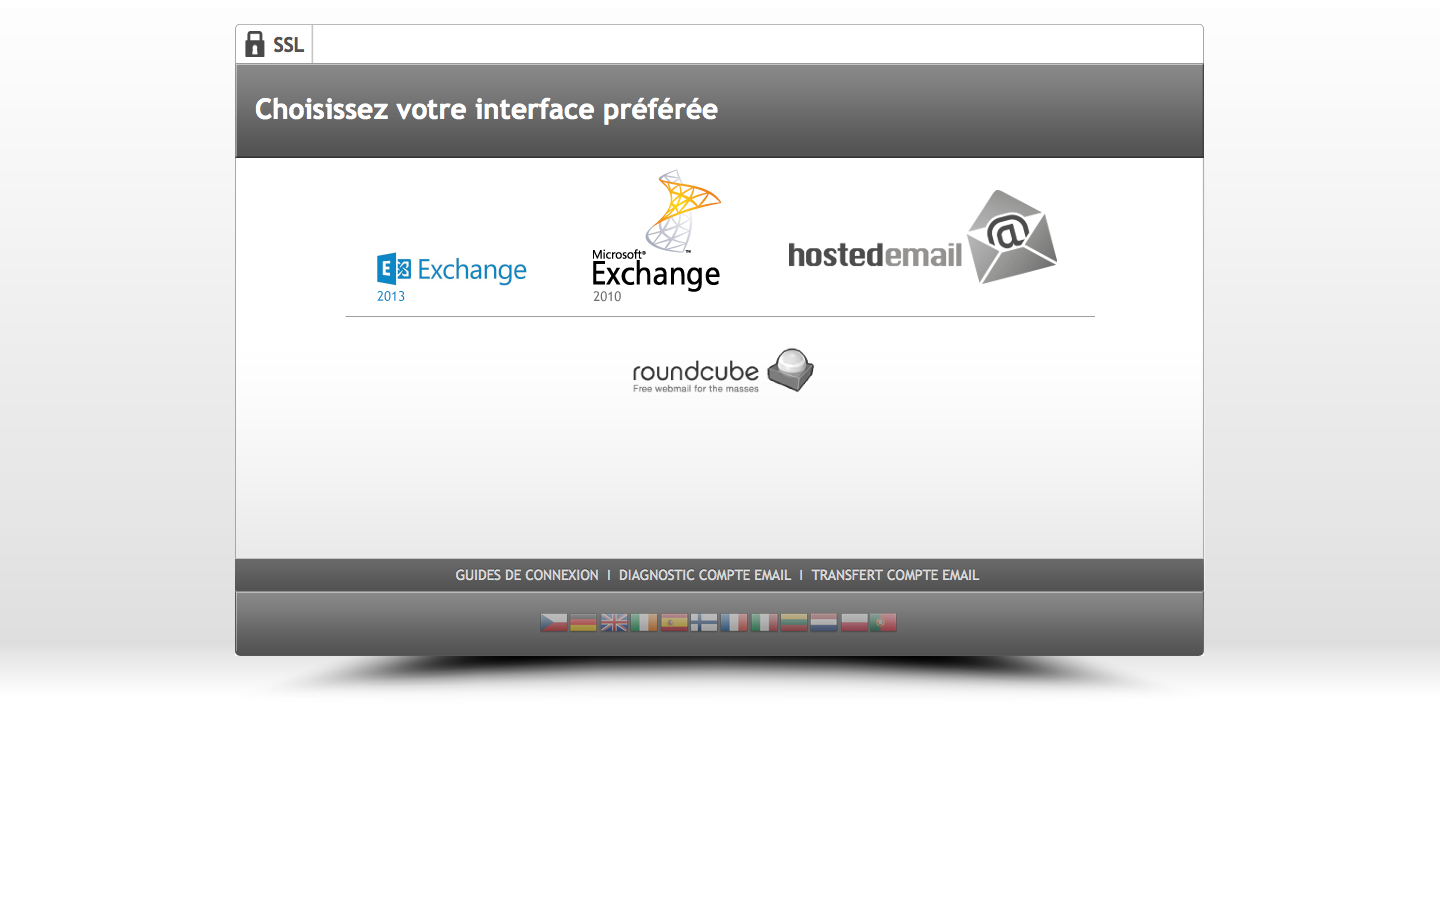 SSL
Choisissez votre interface préférée
E Exchange
2013
Microsoft®
Exchange™
2010
hostedemail
roundcube
Free webmail for the masses
GUIDES DE CONNEXION | DIAGNOSTIC COMPTE EMAIL | TRANSFERT COMPTE EMAIL